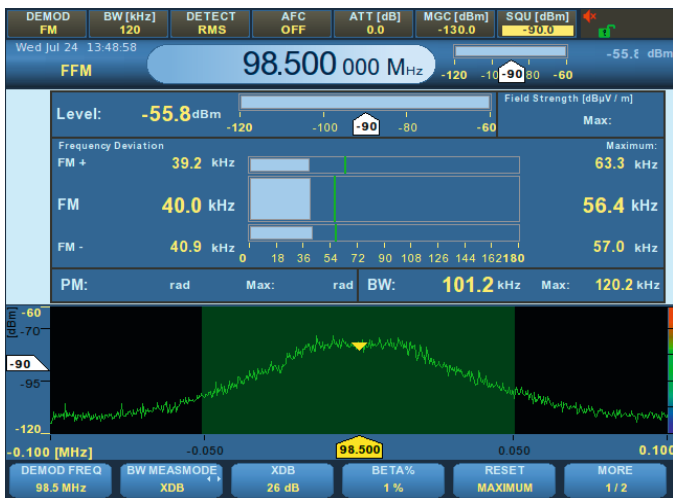 DEMOD BW [kHz] DETECT AFC ATT [dB] MGC [dBm] SQU [dBm]
FM 120 RMS OFF 0.0 -130.0 -90.0
Wed Jul 24 13:48:58
FFM 98.500 000 MHz -120 -90 80 -60 dBm
Field Strength [dBµV / m]
Level: -55.8 dBm Max:
-120 -100 -90 -80 -60
Frequency Deviation Maximum:
FM + 39.2 kHz 63.3 kHz
FM 40.0 kHz 56.4 kHz
FM - 40.9 kHz 57.0 kHz
0 18 36 54 72 90 108 126 144 162 180
PM: rad Max: rad BW: 101.2 kHz Max: 120.2 kHz
[dBm]
-60
-70
-90
-95
-120
-0.100 [MHz] -0.050 98.500 0.050 0.100
DEMOD FREQ BW MEASMODE XDB BETA% RESET MORE
98.5 MHz XDB 26 dB 1 % MAXIMUM 1 / 2